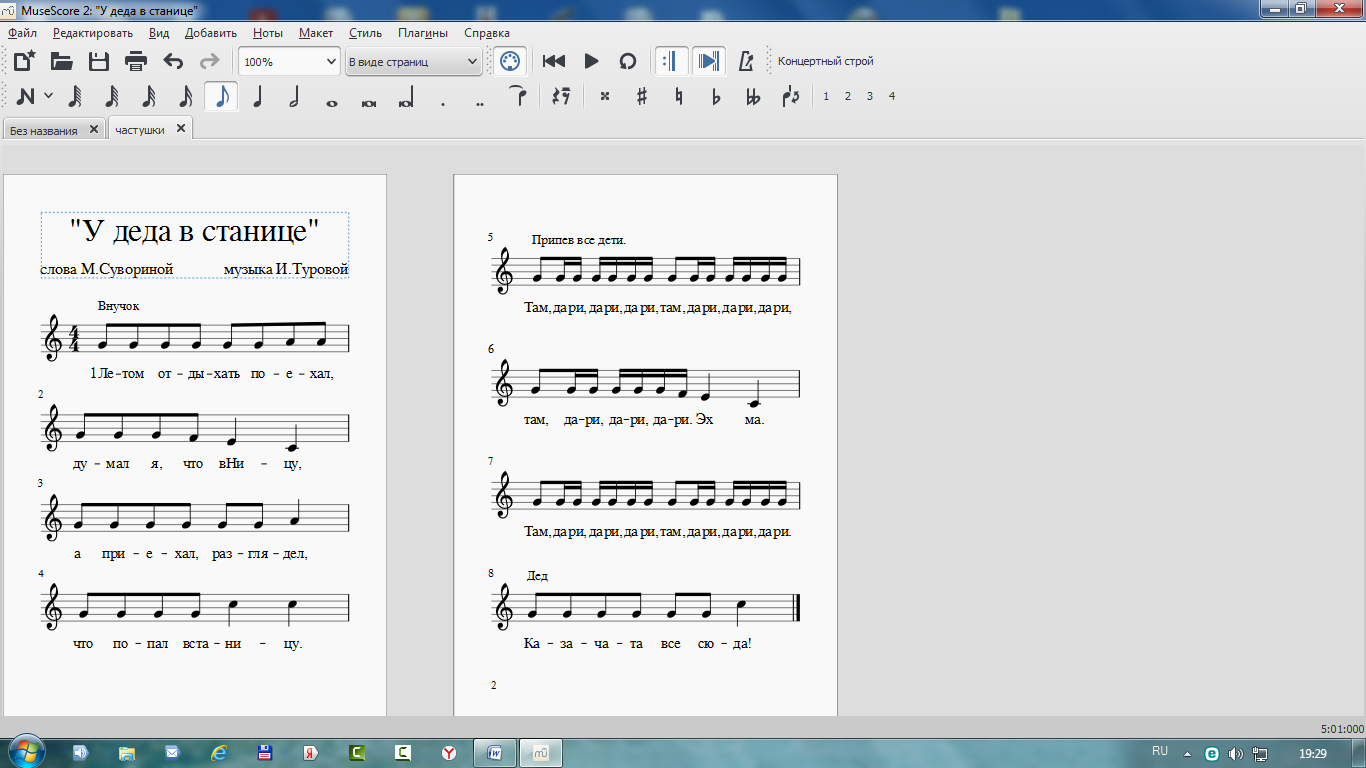 MuseScore 2: "У деда в станице"
Файл Редактировать Вид Добавить Ноты Макет Стиль Плагины Справка
100% В виде страниц Концертный строй
1 2 3 4
Без названия частушки
"У деда в станице"
слова М.Сувориной музыка И.Туровой
Внучок
1Ле-том от-ды-хать по-е-хал,
2
ду-мал я, что вНи-цу,
3
а при-е-хал, раз-гля-дел,
4
что по-пал вста-ни-цу.
5
Припев все дети.
Там,дари,дари,дари,там,дари,дари,дари,
6
там, да-ри, да-ри, да-ри. Эх ма.
7
Там,дари,дари,дари,там,дари,дари,дари.
8
Дед
Ка-за-ча-та все сю-да!
2
5:01:000
RU 19:29